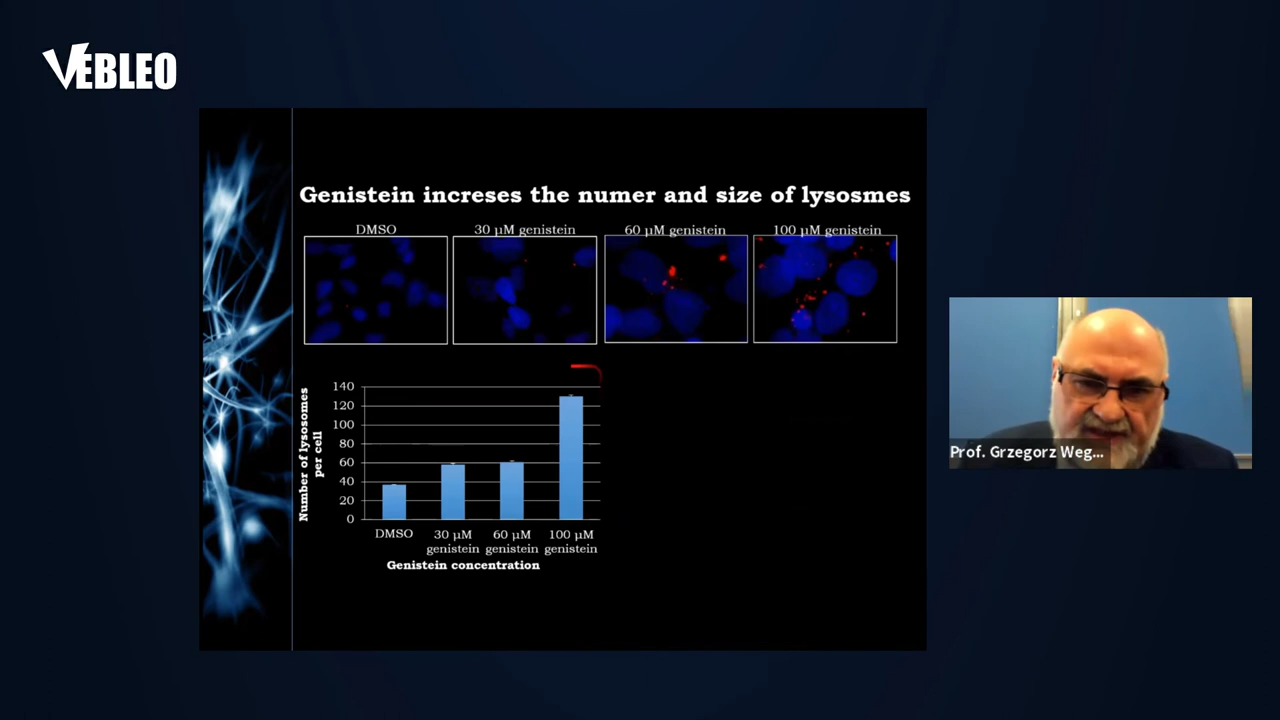 VEBLEO
Genistein increses the numer and size of lysosmes
DMSO
30 µM genistein
60 µM genistein
100 µM genistein
Number of lysosomes
per cell
140
120
100
80
60
40
20
0
DMSO
30 µM
genistein
60 µM
genistein
100 µM
genistein
Genistein concentration
Prof. Grzegorz Weg...